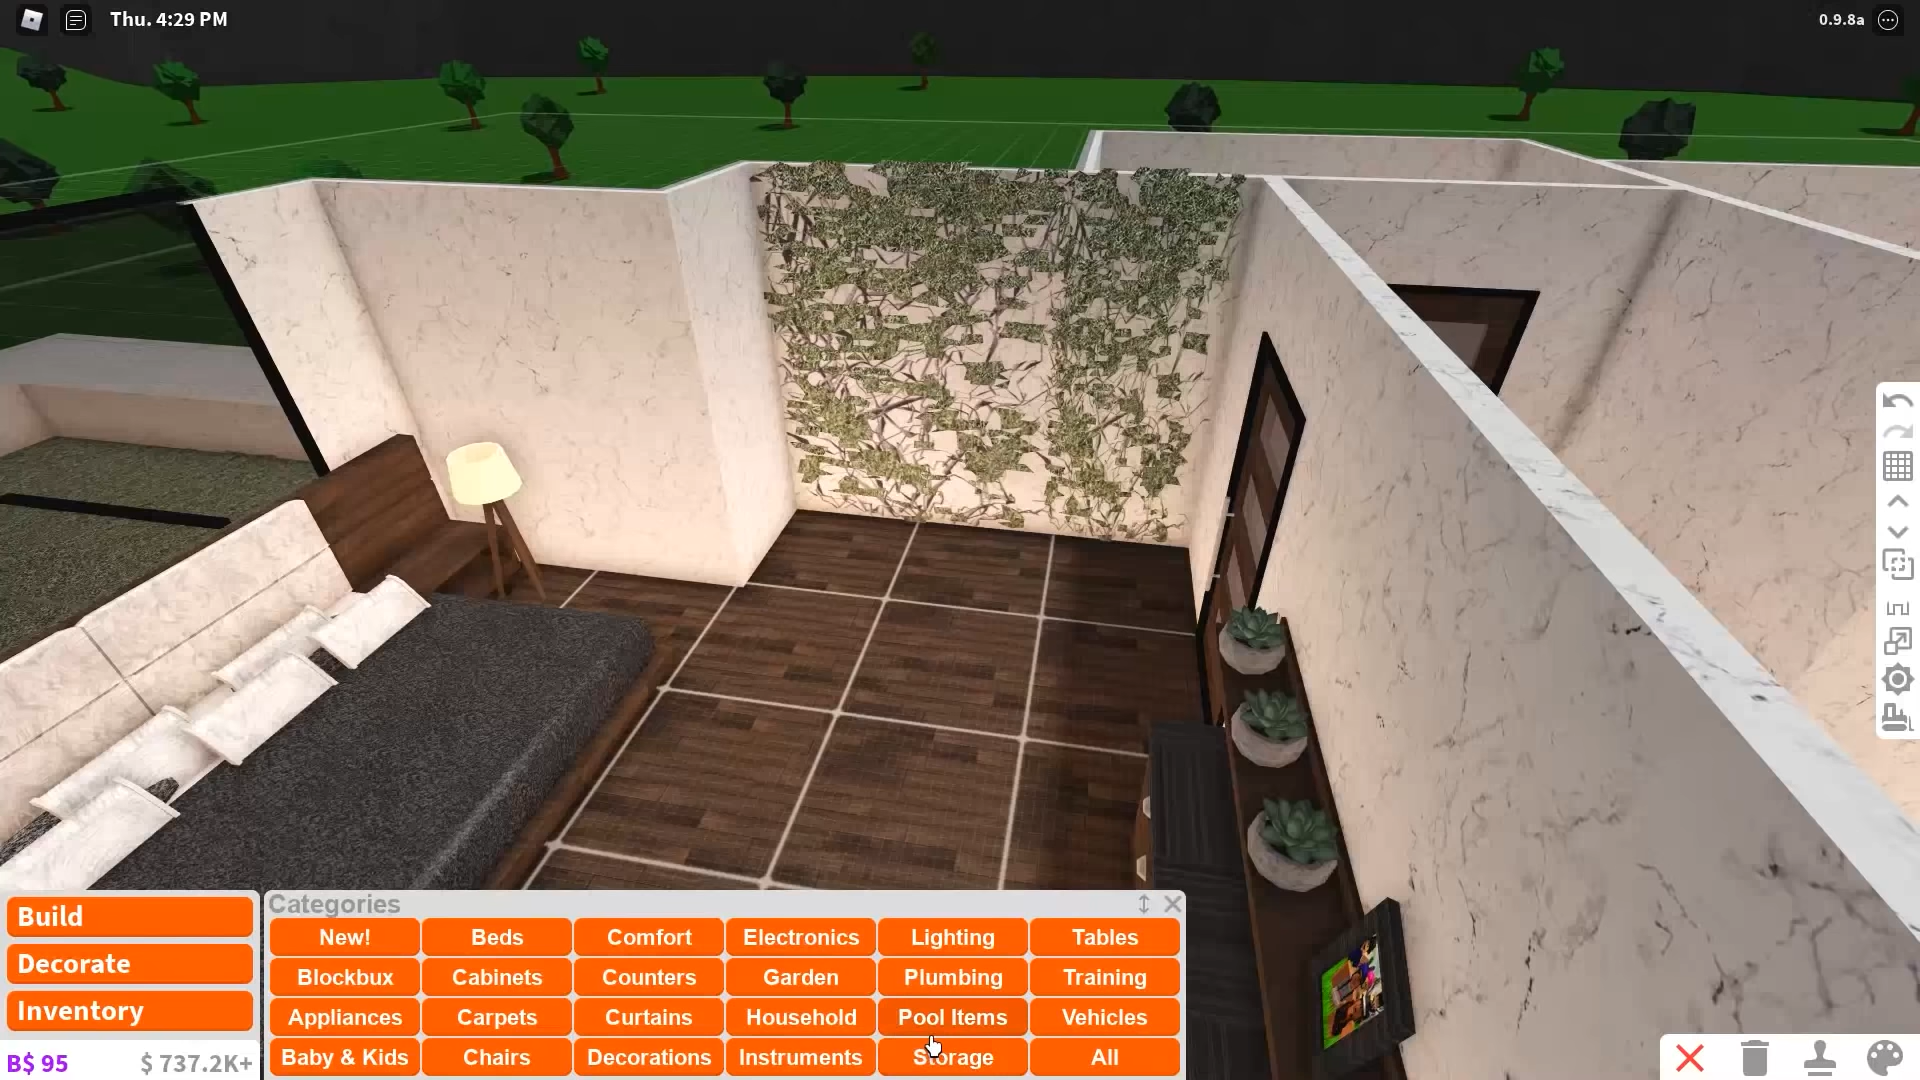 Thu. 4:29 PM
0.9.8a
Build
Decorate
Inventory
B$ 95 $ 737.2K+
Categories
New! Beds Comfort Electronics Lighting Tables
Blockbux Cabinets Counters Garden Plumbing Training
Appliances Carpets Curtains Household Pool Items Vehicles
Baby & Kids Chairs Decorations Instruments Storage All